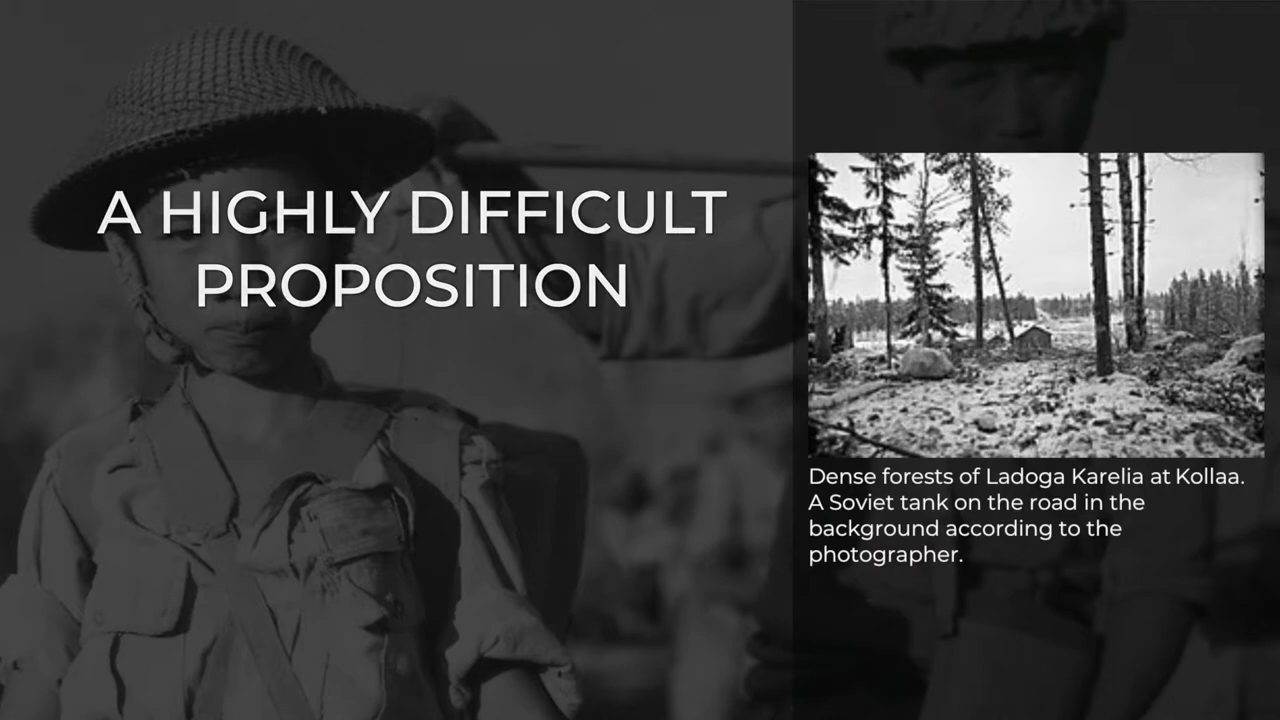 A HIGHLY DIFFICULT
PROPOSITION
Dense forests of Ladoga Karelia at Kollaa.
A Soviet tank on the road in the
background according to the
photographer.